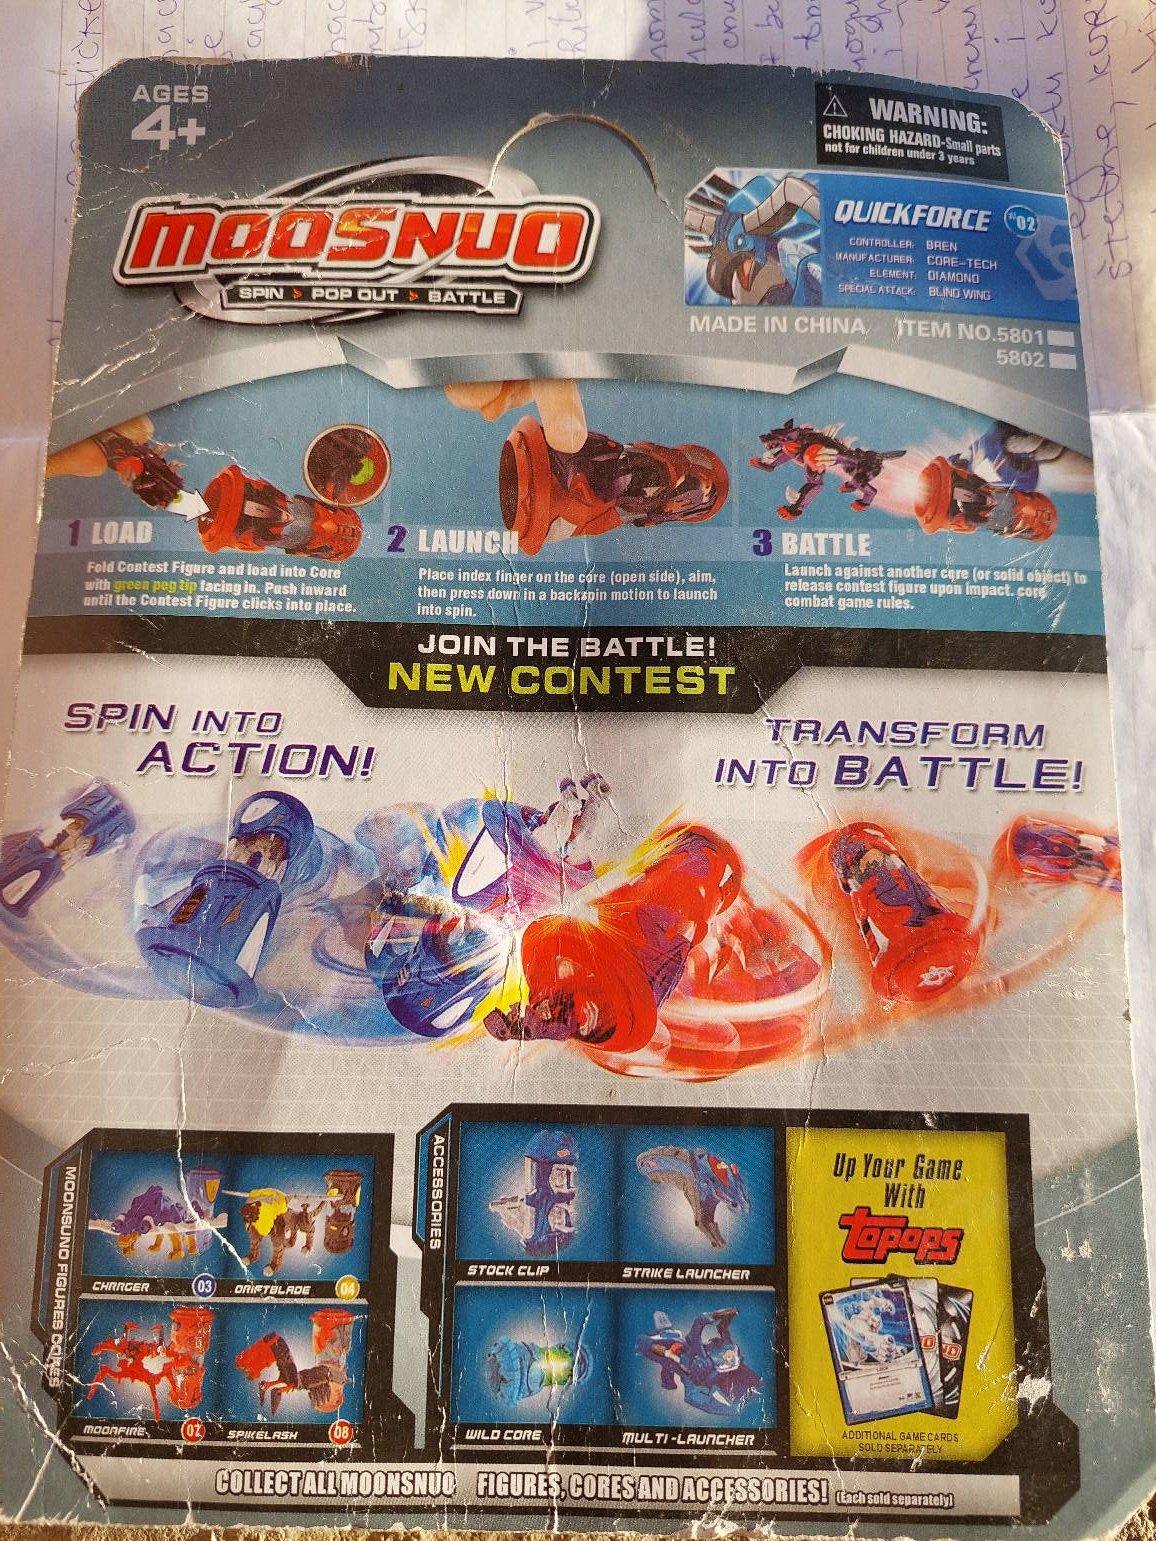 AGES
4+
WARNING:
CHOKING HAZARD-Small parts
not for children under 3 years
MOOSNUO
SPIN > POP OUT > BATTLE
QUICKFORCE 02
CONTROLLER: BREN
MANUFACTURER: CORE-TECH
ELEMENT: DIAMOND
SPECIAL ATTACK: BLIND WING
MADE IN CHINA ITEM NO.5801
5802
1 LOAD
Fold Contest Figure and load into Core
with green peg tip facing in. Push inward
until the Contest Figure clicks into place.
2 LAUNCH
Place index finger on the core (open side), aim,
then press down in a backspin motion to launch
into spin.
3 BATTLE
Launch against another core (or solid object) to
release contest figure upon impact. core
combat game rules.
JOIN THE BATTLE!
NEW CONTEST
SPIN INTO
ACTION!
TRANSFORM
INTO BATTLE!
MOONSUNO FIGURES CORES
CHARGER 03
DRIFTBLADE 04
MOONFIRE 07
SPIKELASH 08
ACCESSORIES
STOCK CLIP
STRIKE LAUNCHER
WILD CORE
MULTI-LAUNCHER
Up Your Game
With
topops
ADDITIONAL GAME CARDS
SOLD SEPARATELY
COLLECT ALL MOONSNUO FIGURES, CORES AND ACCESSORIES! (Each sold separately)